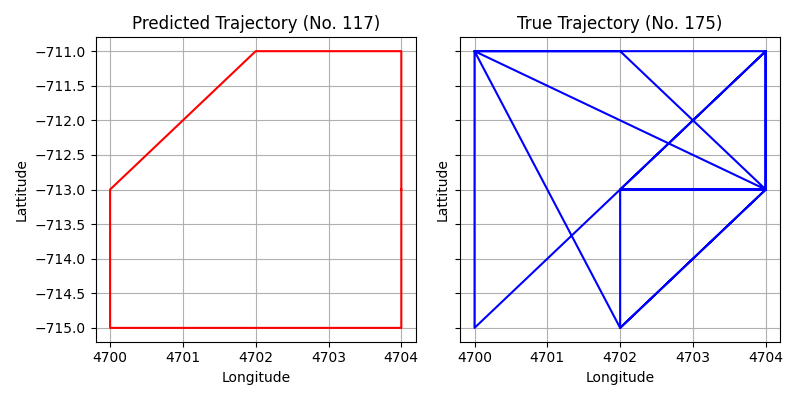 Predicted Trajectory (No. 117)
True Trajectory (No. 175)
Lattitude
−711.0
−711.5
−712.0
−712.5
−713.0
−713.5
−714.0
−714.5
−715.0
4700 4701 4702 4703 4704
Longitude
Lattitude
4700 4701 4702 4703 4704
Longitude